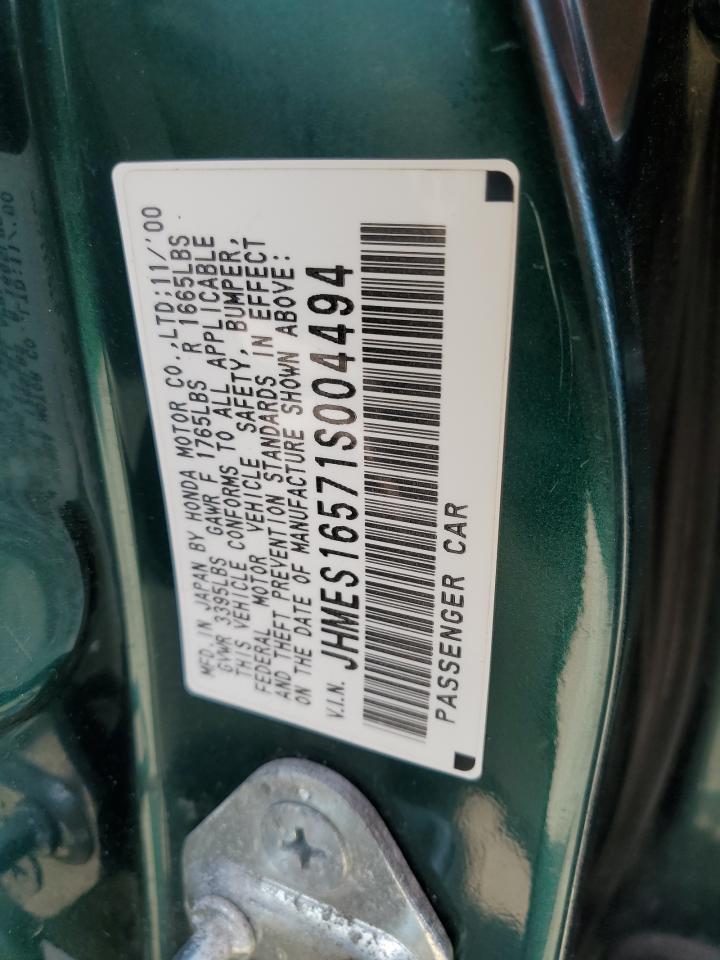 MFD. IN JAPAN BY HONDA MOTOR CO.,LTD;11/'00
GVWR 3395LBS GAWR F 1765LBS R 1665LBS
THIS VEHICLE CONFORMS TO ALL APPLICABLE
FEDERAL MOTOR VEHICLE SAFETY, BUMPER,
AND THEFT PREVENTION STANDARDS IN EFFECT
ON THE DATE OF MANUFACTURE SHOWN ABOVE:
V.I.N. JHMES16571S004494
PASSENGER CAR